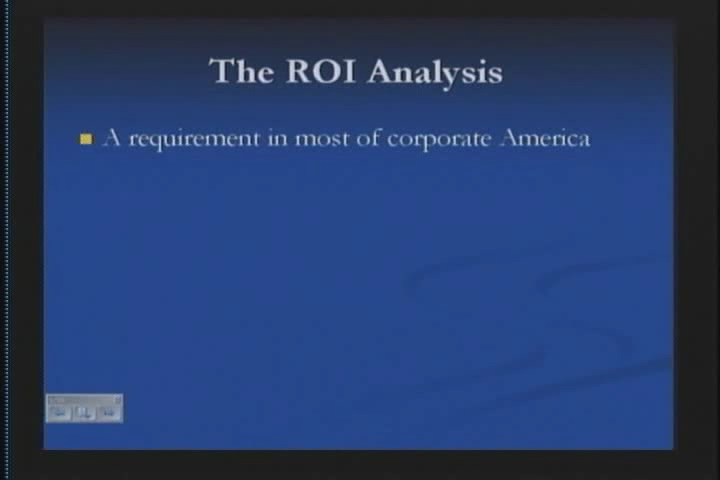 The ROI Analysis
A requirement in most of corporate America